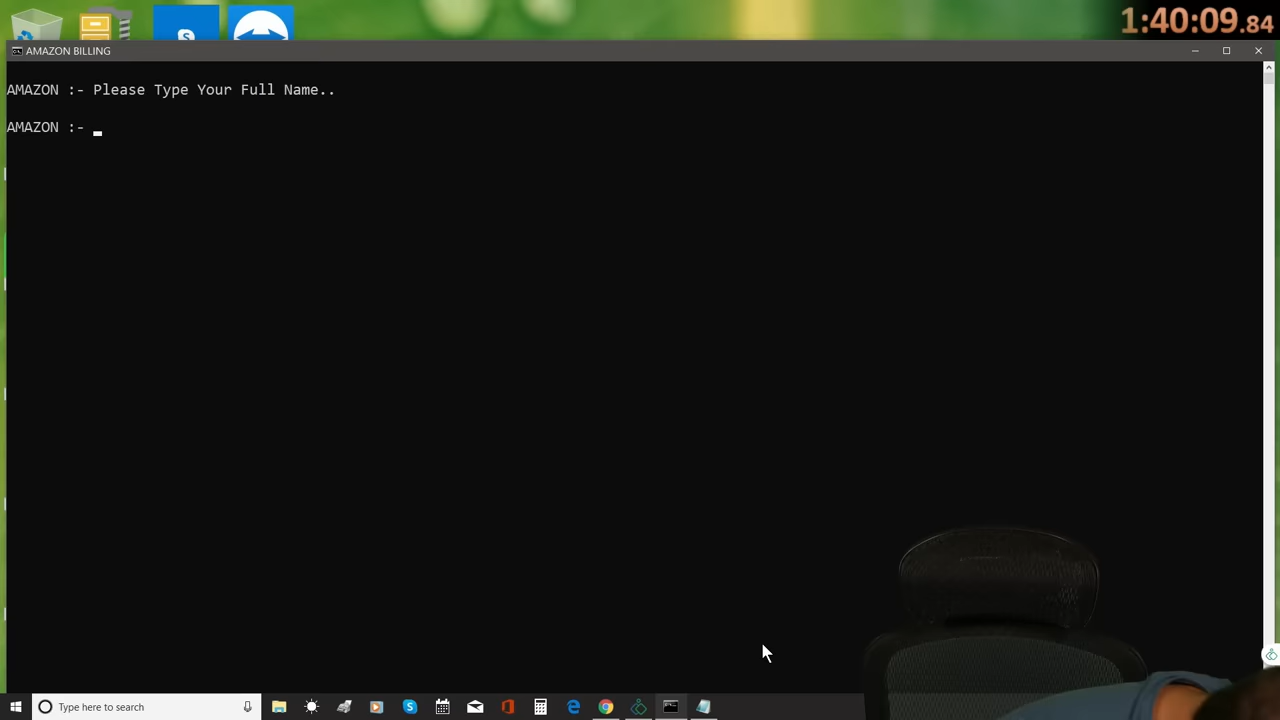 1:40:09.84
AMAZON BILLING
AMAZON :- Please Type Your Full Name..
AMAZON :-
Type here to search